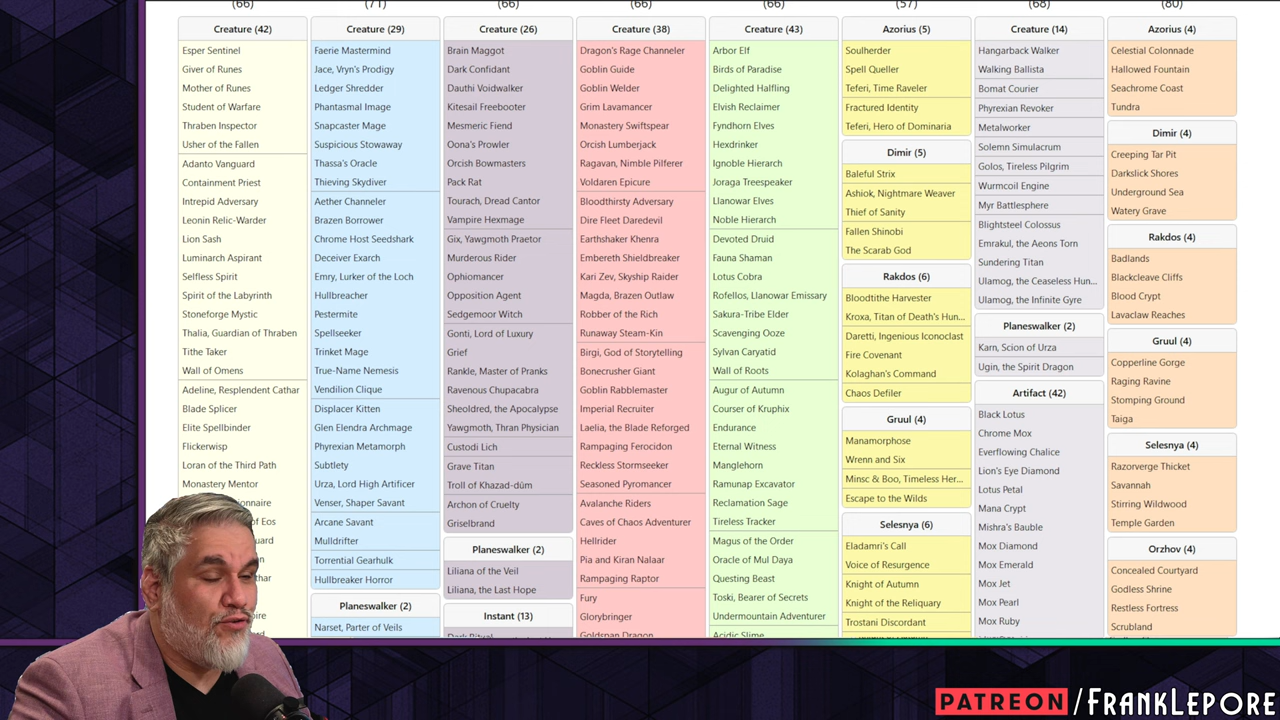 (66)
Creature (42)
Esper Sentinel
Giver of Runes
Mother of Runes
Student of Warfare
Thraben Inspector
Usher of the Fallen
Adanto Vanguard
Containment Priest
Intrepid Adversary
Leonin Relic-Warder
Lion Sash
Luminarch Aspirant
Selfless Spirit
Spirit of the Labyrinth
Stoneforge Mystic
Thalia, Guardian of Thraben
Tithe Taker
Wall of Omens
Adeline, Resplendent Cathar
Blade Splicer
Elite Spellbinder
Flickerwisp
Loran of the Third Path
Monastery Mentor
of Eos
(71)
Creature (29)
Faerie Mastermind
Jace, Vryn's Prodigy
Ledger Shredder
Phantasmal Image
Snapcaster Mage
Suspicious Stowaway
Thassa's Oracle
Thieving Skydiver
Aether Channeler
Brazen Borrower
Chrome Host Seedshark
Deceiver Exarch
Emry, Lurker of the Loch
Hullbreacher
Pestermite
Spellseeker
Trinket Mage
True-Name Nemesis
Vendilion Clique
Displacer Kitten
Glen Elendra Archmage
Phyrexian Metamorph
Subtlety
Urza, Lord High Artificer
Venser, Shaper Savant
Arcane Savant
Mulldrifter
Torrential Gearhulk
Hullbreaker Horror
Planeswalker (2)
Narset, Parter of Veils
(66)
Creature (26)
Brain Maggot
Dark Confidant
Dauthi Voidwalker
Kitesail Freebooter
Mesmeric Fiend
Oona's Prowler
Orcish Bowmasters
Pack Rat
Tourach, Dread Cantor
Vampire Hexmage
Gix, Yawgmoth Praetor
Murderous Rider
Ophiomancer
Opposition Agent
Sedgemoor Witch
Gonti, Lord of Luxury
Grief
Rankle, Master of Pranks
Ravenous Chupacabra
Sheoldred, the Apocalypse
Yawgmoth, Thran Physician
Custodi Lich
Grave Titan
Troll of Khazad-dûm
Archon of Cruelty
Griselbrand
Planeswalker (2)
Liliana of the Veil
Liliana, the Last Hope
Instant (13)
Dark Ritual
(66)
Creature (38)
Dragon's Rage Channeler
Goblin Guide
Goblin Welder
Grim Lavamancer
Monastery Swiftspear
Orcish Lumberjack
Ragavan, Nimble Pilferer
Voldaren Epicure
Bloodthirsty Adversary
Dire Fleet Daredevil
Earthshaker Khenra
Embereth Shieldbreaker
Kari Zev, Skyship Raider
Magda, Brazen Outlaw
Robber of the Rich
Runaway Steam-Kin
Birgi, God of Storytelling
Bonecrusher Giant
Goblin Rabblemaster
Imperial Recruiter
Laelia, the Blade Reforged
Rampaging Ferocidon
Reckless Stormseeker
Seasoned Pyromancer
Avalanche Riders
Caves of Chaos Adventurer
Hellrider
Pia and Kiran Nalaar
Rampaging Raptor
Fury
Glorybringer
Goldspan Dragon
(66)
Creature (43)
Arbor Elf
Birds of Paradise
Delighted Halfling
Elvish Reclaimer
Fyndhorn Elves
Hexdrinker
Ignoble Hierarch
Joraga Treespeaker
Llanowar Elves
Noble Hierarch
Devoted Druid
Fauna Shaman
Lotus Cobra
Rofellos, Llanowar Emissary
Sakura-Tribe Elder
Scavenging Ooze
Sylvan Caryatid
Wall of Roots
Augur of Autumn
Courser of Kruphix
Endurance
Eternal Witness
Manglehorn
Ramunap Excavator
Reclamation Sage
Tireless Tracker
Magus of the Order
Oracle of Mul Daya
Questing Beast
Toski, Bearer of Secrets
Undermountain Adventurer
Acidic Slime
(57)
Azorius (5)
Soulherder
Spell Queller
Teferi, Time Raveler
Fractured Identity
Teferi, Hero of Dominaria
Dimir (5)
Baleful Strix
Ashiok, Nightmare Weaver
Thief of Sanity
Fallen Shinobi
The Scarab God
Rakdos (6)
Bloodtithe Harvester
Kroxa, Titan of Death's Hun...
Daretti, Ingenious Iconoclast
Fire Covenant
Kolaghan's Command
Chaos Defiler
Gruul (4)
Manamorphose
Wrenn and Six
Minsc & Boo, Timeless Her...
Escape to the Wilds
Selesnya (6)
Eladamri's Call
Voice of Resurgence
Knight of Autumn
Knight of the Reliquary
Trostani Discordant
(68)
Creature (14)
Hangarback Walker
Walking Ballista
Bomat Courier
Phyrexian Revoker
Metalworker
Solemn Simulacrum
Golos, Tireless Pilgrim
Wurmcoil Engine
Myr Battlesphere
Blightsteel Colossus
Emrakul, the Aeons Torn
Sundering Titan
Ulamog, the Ceaseless Hun...
Ulamog, the Infinite Gyre
Planeswalker (2)
Karn, Scion of Urza
Ugin, the Spirit Dragon
Artifact (42)
Black Lotus
Chrome Mox
Everflowing Chalice
Lion's Eye Diamond
Lotus Petal
Mana Crypt
Mishra's Bauble
Mox Diamond
Mox Emerald
Mox Jet
Mox Pearl
Mox Ruby
(80)
Azorius (4)
Celestial Colonnade
Hallowed Fountain
Seachrome Coast
Tundra
Dimir (4)
Creeping Tar Pit
Darkslick Shores
Underground Sea
Watery Grave
Rakdos (4)
Badlands
Blackcleave Cliffs
Blood Crypt
Lavaclaw Reaches
Gruul (4)
Copperline Gorge
Raging Ravine
Stomping Ground
Taiga
Selesnya (4)
Razorverge Thicket
Savannah
Stirring Wildwood
Temple Garden
Orzhov (4)
Concealed Courtyard
Godless Shrine
Restless Fortress
Scrubland
PATREON/FRANKLEPORE